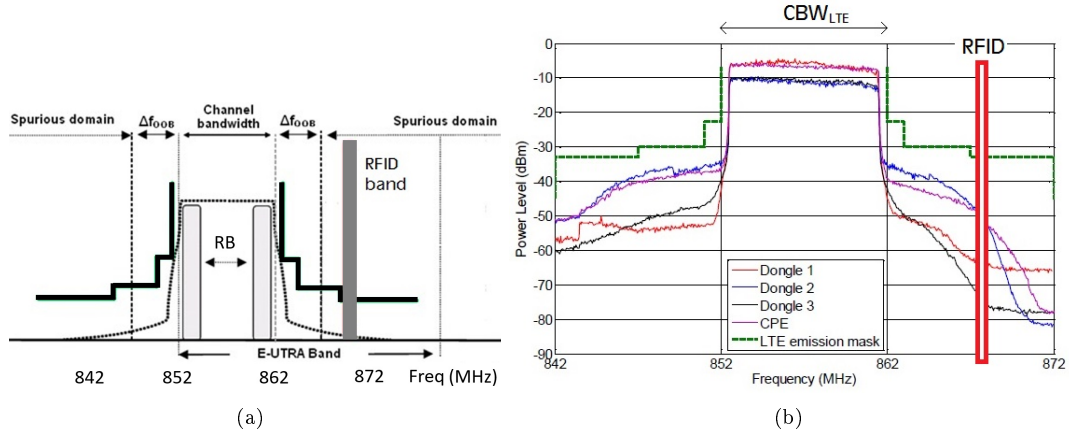 Spurious domain
Δf_OOB
Channel
bandwidth
Δf_OOB
Spurious domain
RFID
band
RB
E-UTRA Band
842
852
862
872
Freq (MHz)
(a)
CBW_LTE
RFID
0
-10
-20
-30
-40
-50
-60
-70
-80
-90
Power Level (dBm)
Dongle 1
Dongle 2
Dongle 3
CPE
LTE emission mask
842
852
862
872
Frequency (MHz)
(b)